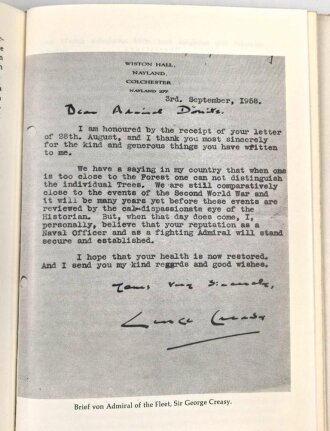 WISTON HALL,
NAYLAND,
COLCHESTER
NAYLAND 277
3rd. September, 1958.
Dear Admiral Dönitz.
I am honoured by the receipt of your letter
of 28th. August, and I thank you most sincerely
for the kind and generous things you have written
to me.
We have a saying in my country that when one
is too close to the Forest one can not distinguish
the individual Trees. We are still comparatively
close to the events of the Second World War and
it will be many years yet before these events are
reviewed by the calm dispassionate eye of the
Historian. But, when that day does come, I,
personally, believe that your reputation as a
Naval Officer and as a fighting Admiral will stand
secure and established.
I hope that your health is now restored.
And I send you my kind regards and good wishes.
Yours very sincerely,
George Creasy
Brief von Admiral of the Fleet, Sir George Creasy.